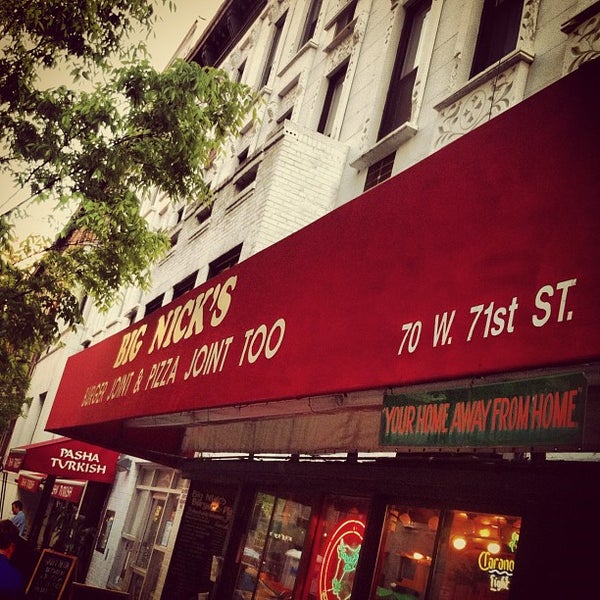 BIG NICK'S
BURGER JOINT & PIZZA JOINT TOO
70 W. 71st ST.
"YOUR HOME AWAY FROM HOME"
PASHA
TURKISH
Corona
Light